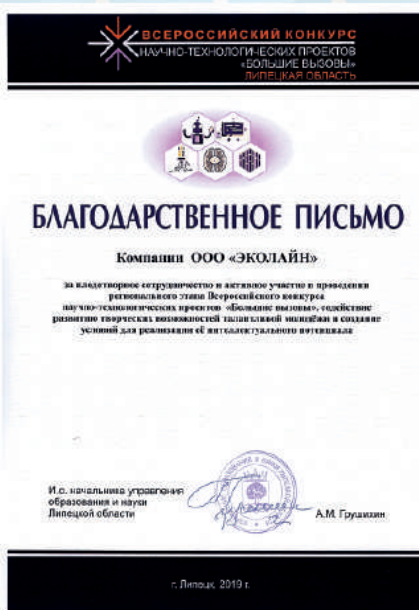 ВСЕРОССИЙСКИЙ КОНКУРС
НАУЧНО-ТЕХНОЛОГИЧЕСКИХ ПРОЕКТОВ
«БОЛЬШИЕ ВЫЗОВЫ»
ЛИПЕЦКАЯ ОБЛАСТЬ
БЛАГОДАРСТВЕННОЕ ПИСЬМО
Компании ООО «ЭКОЛАЙН»
за плодотворное сотрудничество и активное участие в проведении
регионального этапа Всероссийского конкурса
научно-технологических проектов «Большие вызовы», содействие
развитию творческих возможностей талантливой молодёжи и создание
условий для реализации её интеллектуального потенциала
И.о. начальника управления
образования и науки
Липецкой области
А.М. Грушихин
г. Липецк, 2019 г.